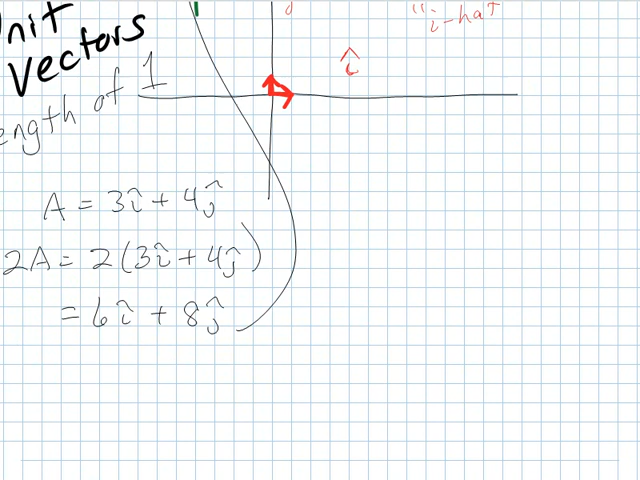 Unit
vectors
"i-hat
î
length of 1
A = 3î + 4ĵ
2A = 2(3î + 4ĵ)
= 6î + 8ĵ